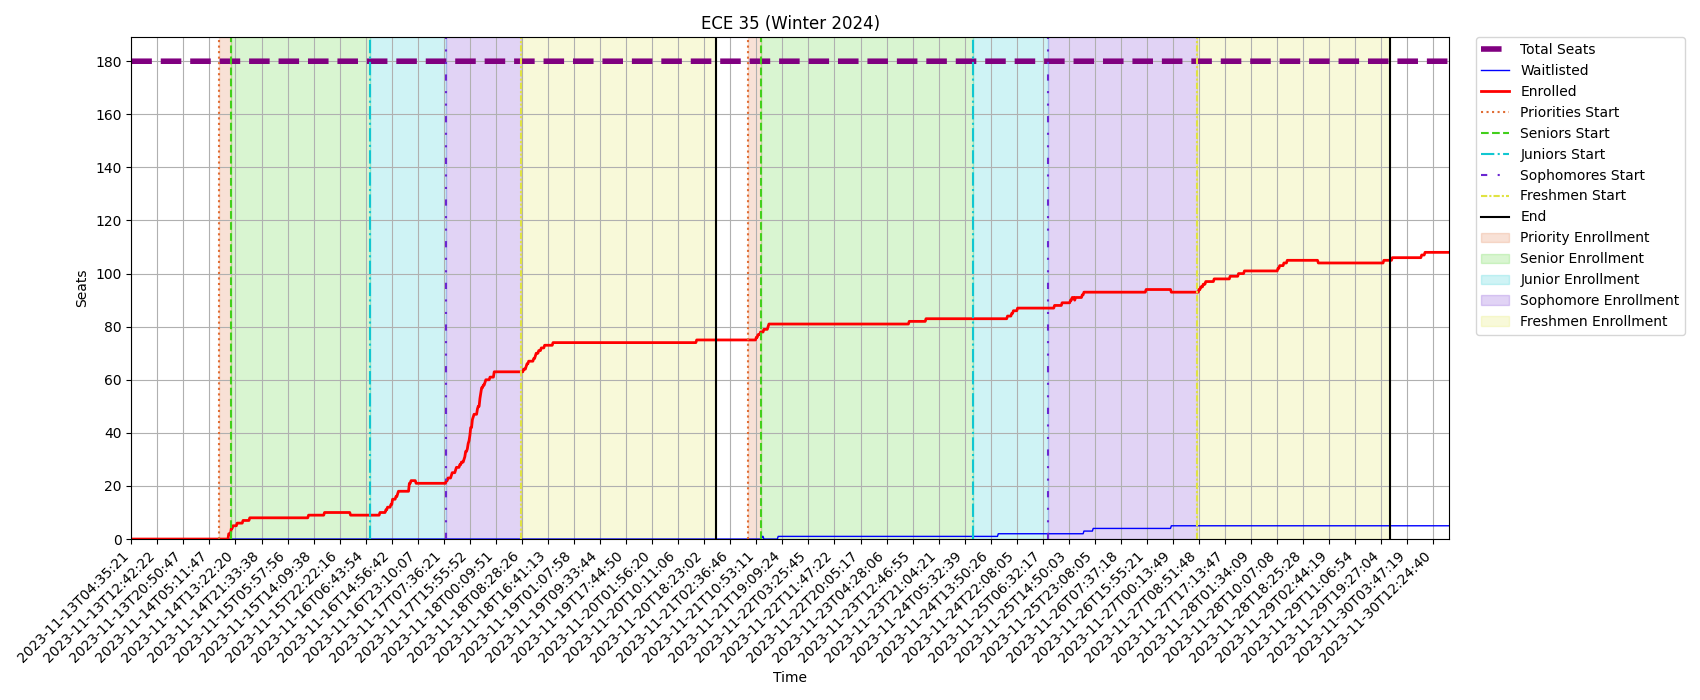 ECE 35 (Winter 2024)
Total Seats
Waitlisted
Enrolled
Priorities Start
Seniors Start
Juniors Start
Sophomores Start
Freshmen Start
End
Priority Enrollment
Senior Enrollment
Junior Enrollment
Sophomore Enrollment
Freshmen Enrollment
Seats
180
160
140
120
100
80
60
40
20
0
2023-11-13T04:35:21
2023-11-13T12:42:22
2023-11-13T20:50:47
2023-11-14T05:11:47
2023-11-14T13:22:20
2023-11-14T21:33:38
2023-11-15T05:57:56
2023-11-15T14:09:38
2023-11-15T22:22:16
2023-11-16T06:43:54
2023-11-16T14:56:42
2023-11-16T23:10:07
2023-11-17T07:36:21
2023-11-17T15:55:52
2023-11-18T00:09:51
2023-11-18T08:28:26
2023-11-18T16:41:13
2023-11-19T01:07:58
2023-11-19T09:33:44
2023-11-19T17:44:50
2023-11-20T01:56:20
2023-11-20T10:11:06
2023-11-20T18:23:02
2023-11-21T02:36:46
2023-11-21T10:53:11
2023-11-21T19:09:24
2023-11-22T03:25:45
2023-11-22T11:47:22
2023-11-22T20:05:17
2023-11-23T04:28:06
2023-11-23T12:46:55
2023-11-23T21:04:21
2023-11-24T05:32:39
2023-11-24T13:50:26
2023-11-24T22:08:05
2023-11-25T06:32:17
2023-11-25T14:50:03
2023-11-25T23:08:05
2023-11-26T07:37:18
2023-11-26T15:55:21
2023-11-27T00:13:49
2023-11-27T08:51:48
2023-11-27T17:13:47
2023-11-28T01:34:09
2023-11-28T10:07:08
2023-11-28T18:25:28
2023-11-29T02:44:19
2023-11-29T11:06:54
2023-11-29T19:27:04
2023-11-30T03:47:19
2023-11-30T12:24:40
Time